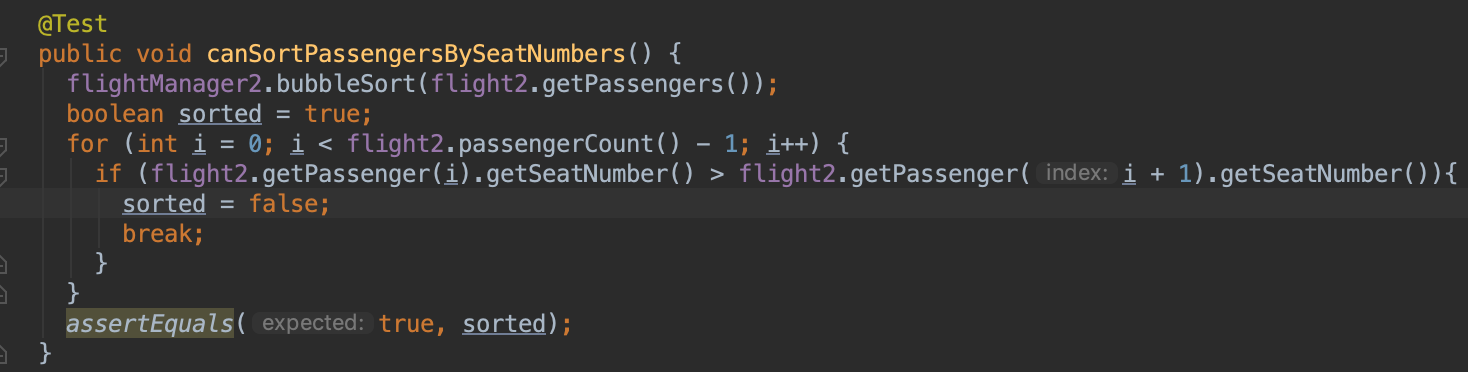 @Test
public void canSortPassengersBySeatNumbers() {
flightManager2.bubbleSort(flight2.getPassengers());
boolean sorted = true;
for (int i = 0; i < flight2.passengerCount() - 1; i++) {
if (flight2.getPassenger(i).getSeatNumber() > flight2.getPassenger( index: i + 1).getSeatNumber()){
sorted = false;
break;
}
}
assertEquals( expected: true, sorted);
}